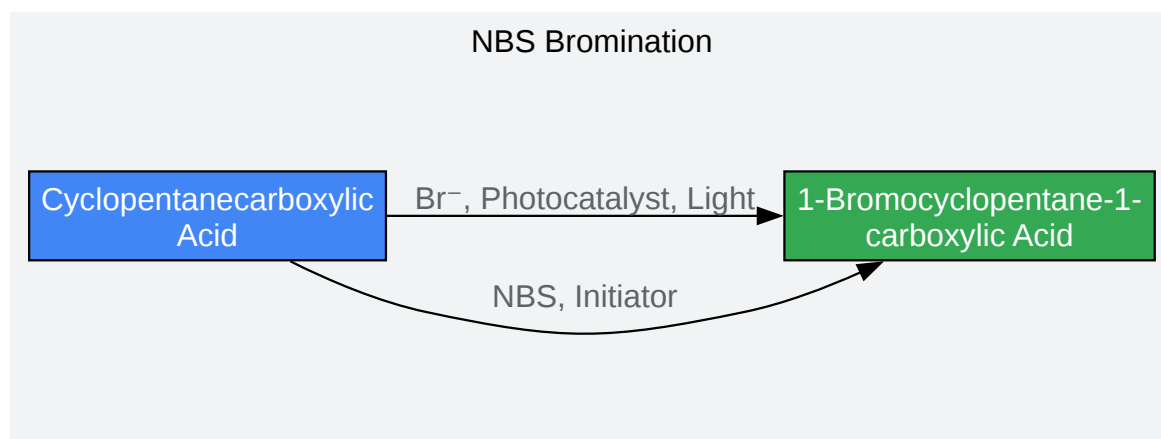 NBS Bromination
Cyclopentanecarboxylic
Acid
Br⁻, Photocatalyst, Light
1-Bromocyclopentane-1-
carboxylic Acid
NBS, Initiator